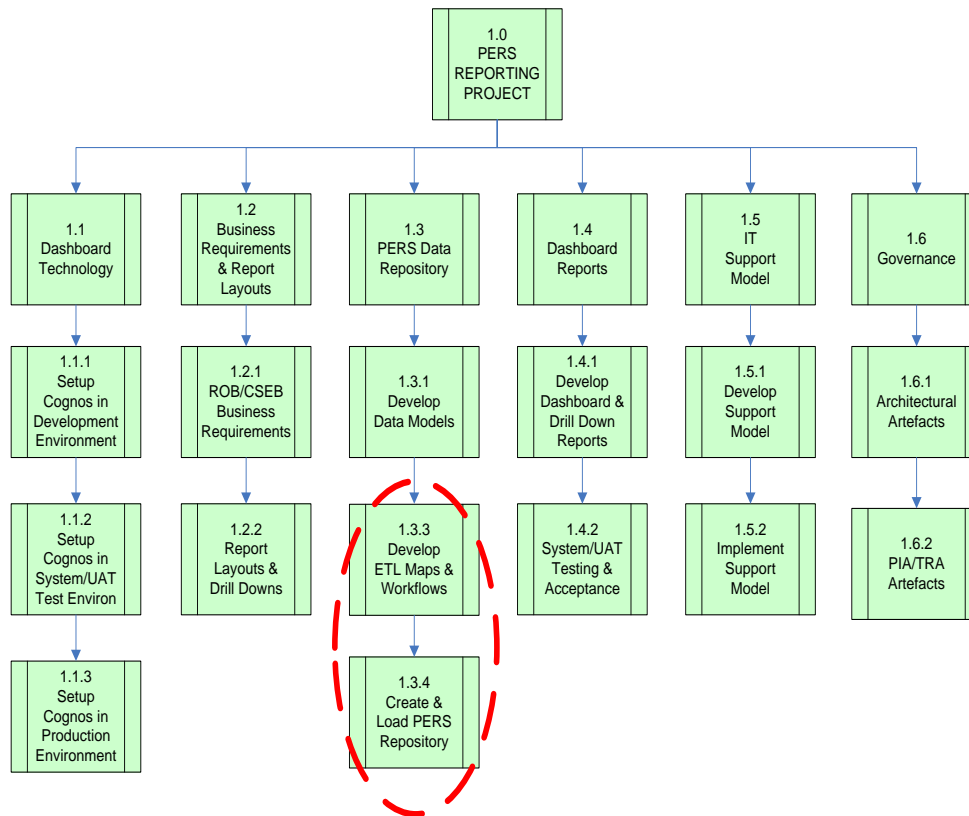 1.0
PERS
REPORTING
PROJECT
1.1
Dashboard
Technology
1.2
Business
Requirements
& Report
Layouts
1.3
PERS Data
Repository
1.4
Dashboard
Reports
1.5
IT
Support
Model
1.6
Governance
1.1.1
Setup
Cognos in
Development
Environment
1.2.1
ROB/CSEB
Business
Requirements
1.3.1
Develop
Data Models
1.4.1
Develop
Dashboard &
Drill Down
Reports
1.5.1
Develop
Support
Model
1.6.1
Architectural
Artefacts
1.1.2
Setup
Cognos in
System/UAT
Test Environ
1.2.2
Report
Layouts &
Drill Downs
1.3.3
Develop
ETL Maps &
Workflows
1.4.2
System/UAT
Testing &
Acceptance
1.5.2
Implement
Support
Model
1.6.2
PIA/TRA
Artefacts
1.1.3
Setup
Cognos in
Production
Environment
1.3.4
Create &
Load PERS
Repository